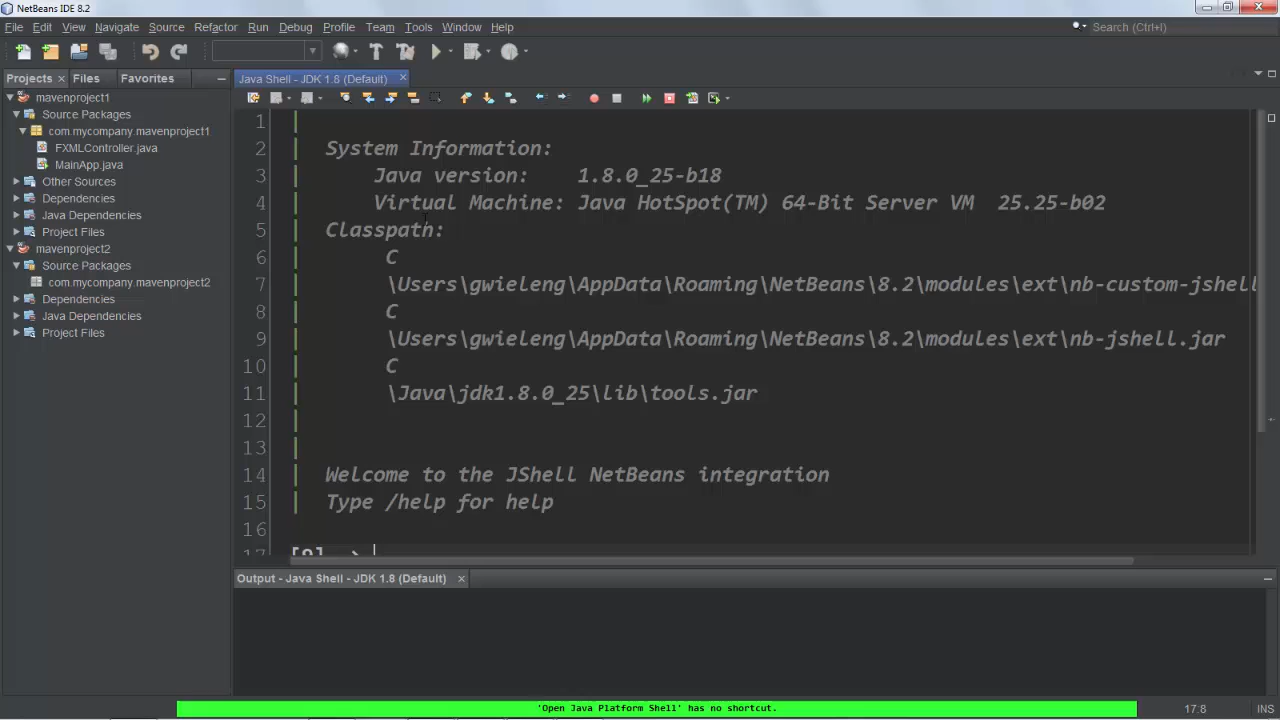 NetBeans IDE 8.2
File Edit View Navigate Source Refactor Run Debug Profile Team Tools Window Help
Search (Ctrl+I)
Projects Files Favorites
Java Shell - JDK 1.8 (Default)
mavenproject1
Source Packages
com.mycompany.mavenproject1
FXMLController.java
MainApp.java
Other Sources
Dependencies
Java Dependencies
Project Files
mavenproject2
Source Packages
com.mycompany.mavenproject2
Dependencies
Java Dependencies
Project Files
1 |
2 | System Information:
3 | Java version: 1.8.0_25-b18
4 | Virtual Machine: Java HotSpot(TM) 64-Bit Server VM 25.25-b02
5 | Classpath:
6 | C
7 | \Users\gwieleng\AppData\Roaming\NetBeans\8.2\modules\ext\nb-custom-jshell
8 | C
9 | \Users\gwieleng\AppData\Roaming\NetBeans\8.2\modules\ext\nb-jshell.jar
10 | C
11 | \Java\jdk1.8.0_25\lib\tools.jar
12 |
13 |
14 | Welcome to the JShell NetBeans integration
15 | Type /help for help
16
17
Output - Java Shell - JDK 1.8 (Default)
'Open Java Platform Shell' has no shortcut.
17:8 INS